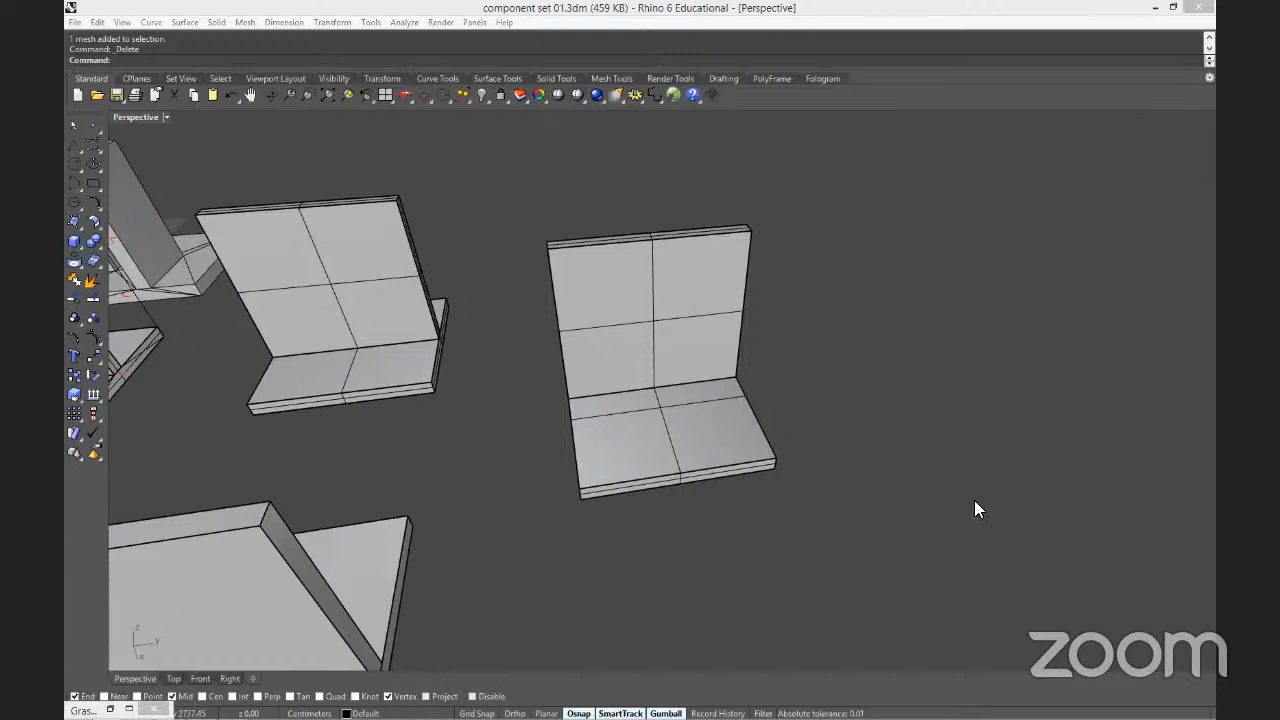 component set 01.3dm (459 KB) - Rhino 6 Educational - [Perspective]
File Edit View Curve Surface Solid Mesh Dimension Transform Tools Analyze Render Panels Help
1 mesh added to selection.
Command: _Delete
Command:
Standard CPlanes Set View Select Viewport Layout Visibility Transform Curve Tools Surface Tools Solid Tools Mesh Tools Render Tools Drafting PolyFrame Fologram
Perspective
z
y
x
zoom
Perspective Top Front Right
End Near Point Mid Cen Int Perp Tan Quad Knot Vertex Project Disable
Gras... 2737.45 z 0.00 Centimeters Default Grid Snap Ortho Planar Osnap SmartTrack Gumball Record History Filter Absolute tolerance: 0.01